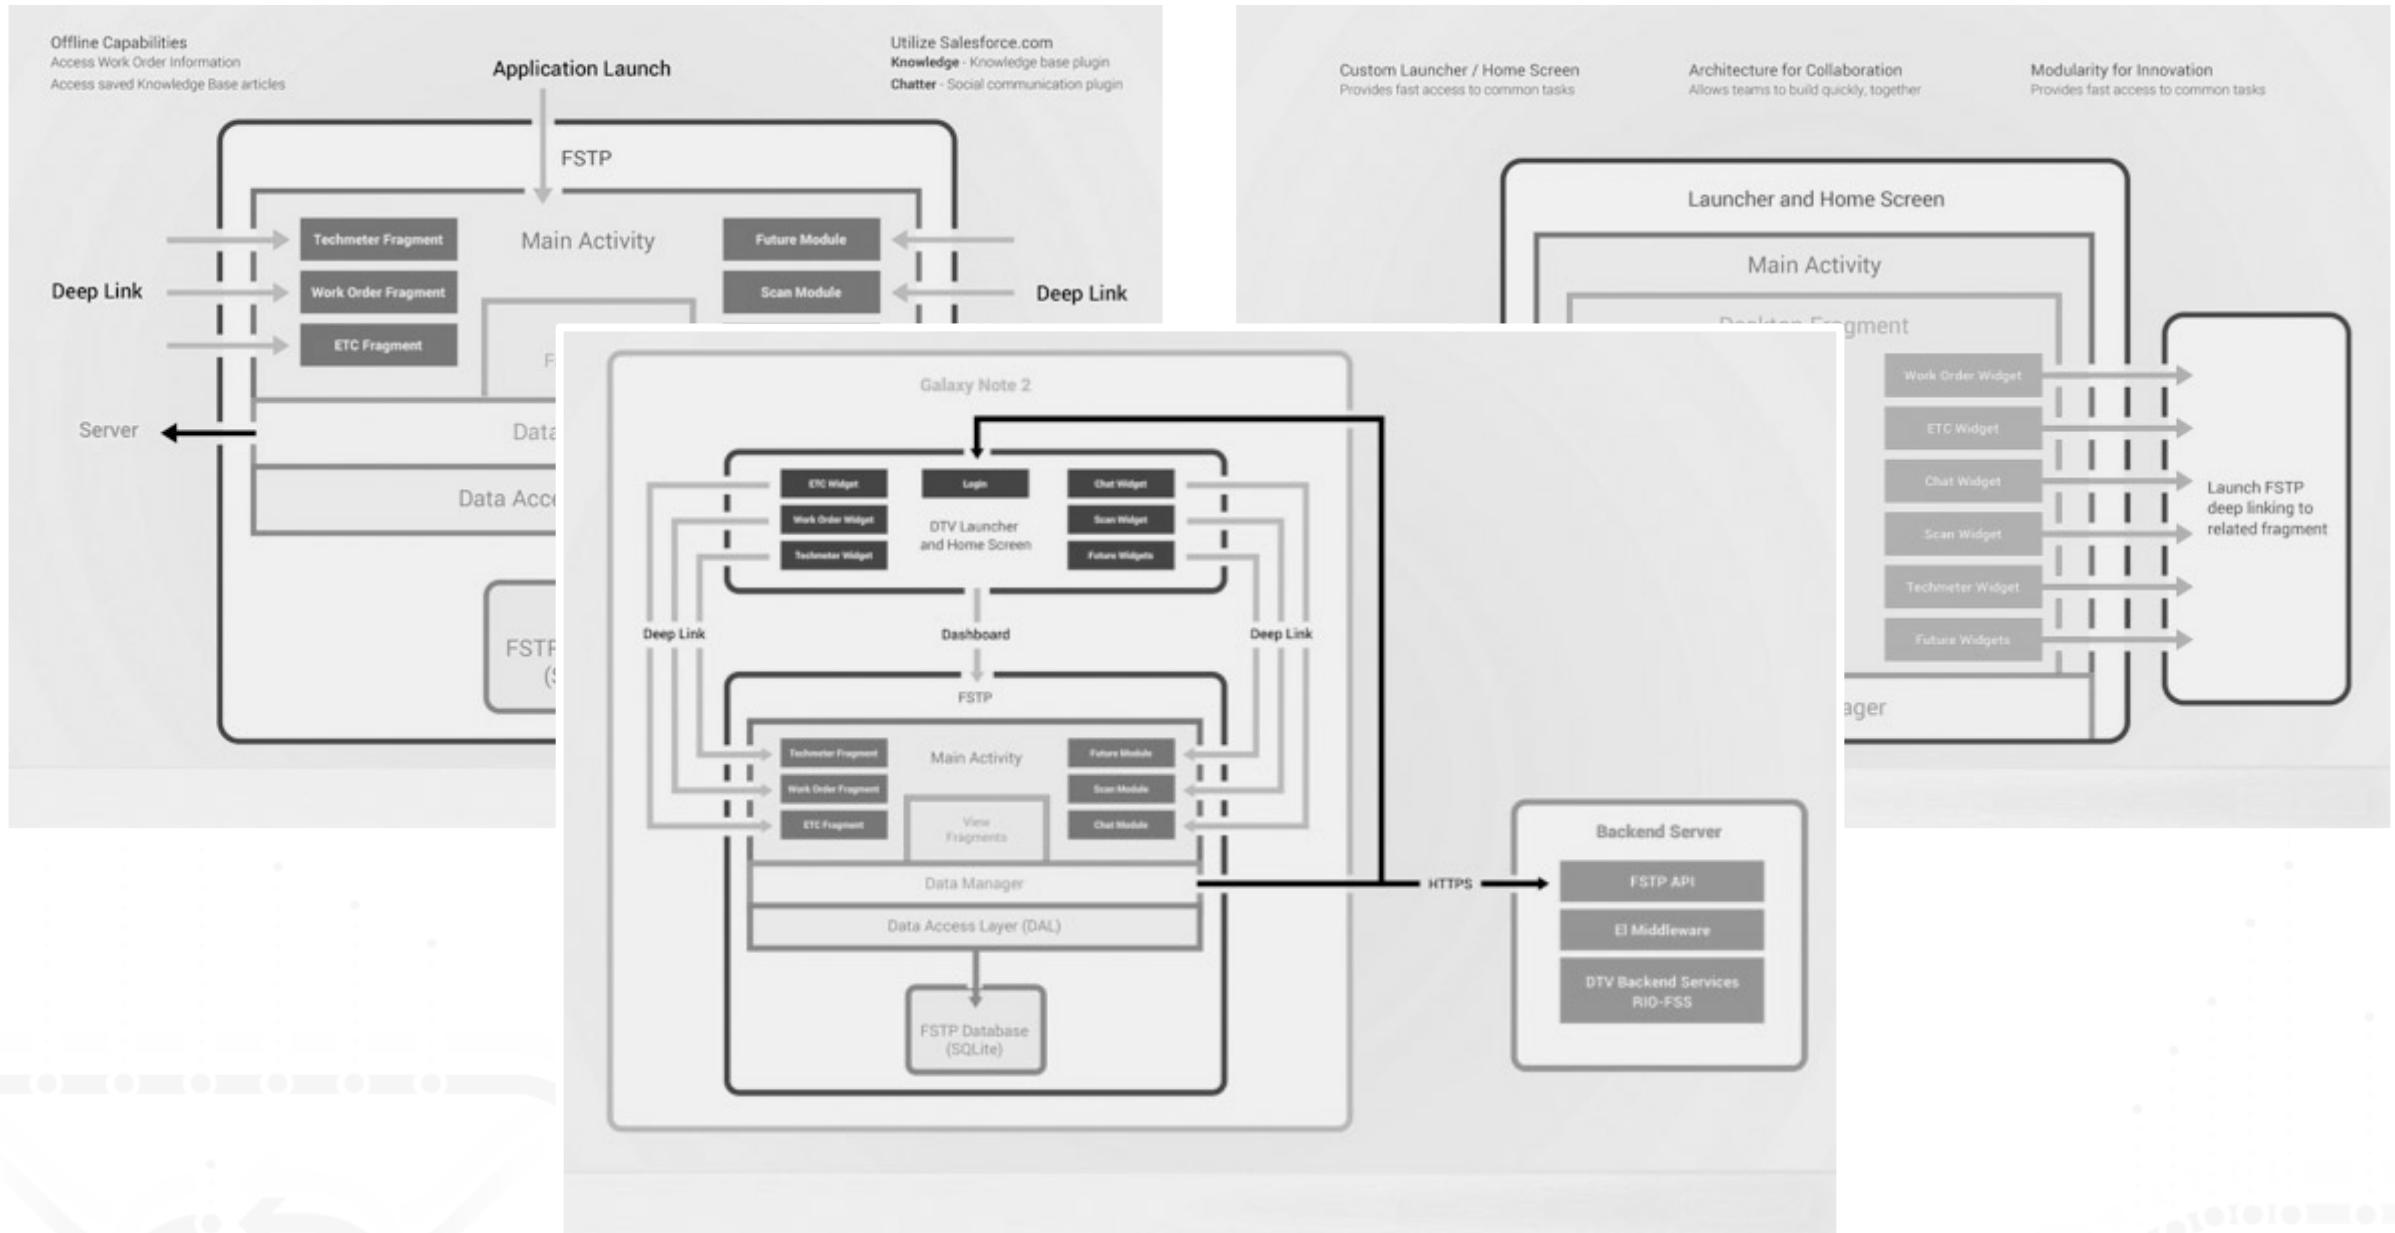 Offline Capabilities
Access Work Order Information
Access saved Knowledge Base articles
Application Launch
Utilize Salesforce.com
Knowledge - Knowledge base plugin
Chatter - Social communication plugin
FSTP
Main Activity
Techmeter Fragment
Work Order Fragment
ETC Fragment
Future Module
Scan Module
Deep Link
Deep Link
Server
Data
Data Acce
FSTP
Custom Launcher / Home Screen
Provides fast access to common tasks
Architecture for Collaboration
Allows teams to build quickly, together
Modularity for Innovation
Provides fast access to common tasks
Launcher and Home Screen
Main Activity
Desktop Fragment
Work Order Widget
ETC Widget
Chat Widget
Scan Widget
Techmeter Widget
Future Widgets
Launch FSTP
deep linking to
related fragment
ager
Galaxy Note 2
ETC Widget
Work Order Widget
Techmeter Widget
Login
DTV Launcher
and Home Screen
Chat Widget
Scan Widget
Future Widgets
Deep Link
Dashboard
Deep Link
FSTP
Main Activity
Techmeter Fragment
Work Order Fragment
ETC Fragment
View
Fragments
Future Module
Scan Module
Chat Module
Data Manager
Data Access Layer (DAL)
FSTP Database
(SQLite)
HTTPS
Backend Server
FSTP API
EI Middleware
DTV Backend Services
RIO-FSS